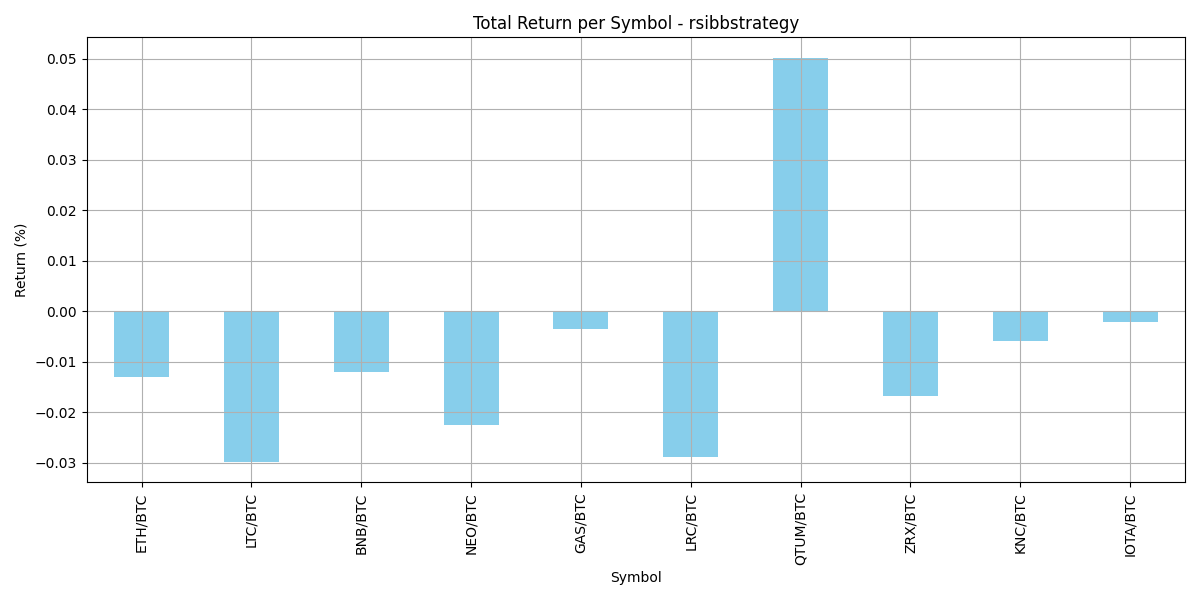 Total Return per Symbol - rsibbstrategy
Return (%)
0.05
0.04
0.03
0.02
0.01
0.00
−0.01
−0.02
−0.03
ETH/BTC
LTC/BTC
BNB/BTC
NEO/BTC
GAS/BTC
LRC/BTC
QTUM/BTC
ZRX/BTC
KNC/BTC
IOTA/BTC
Symbol